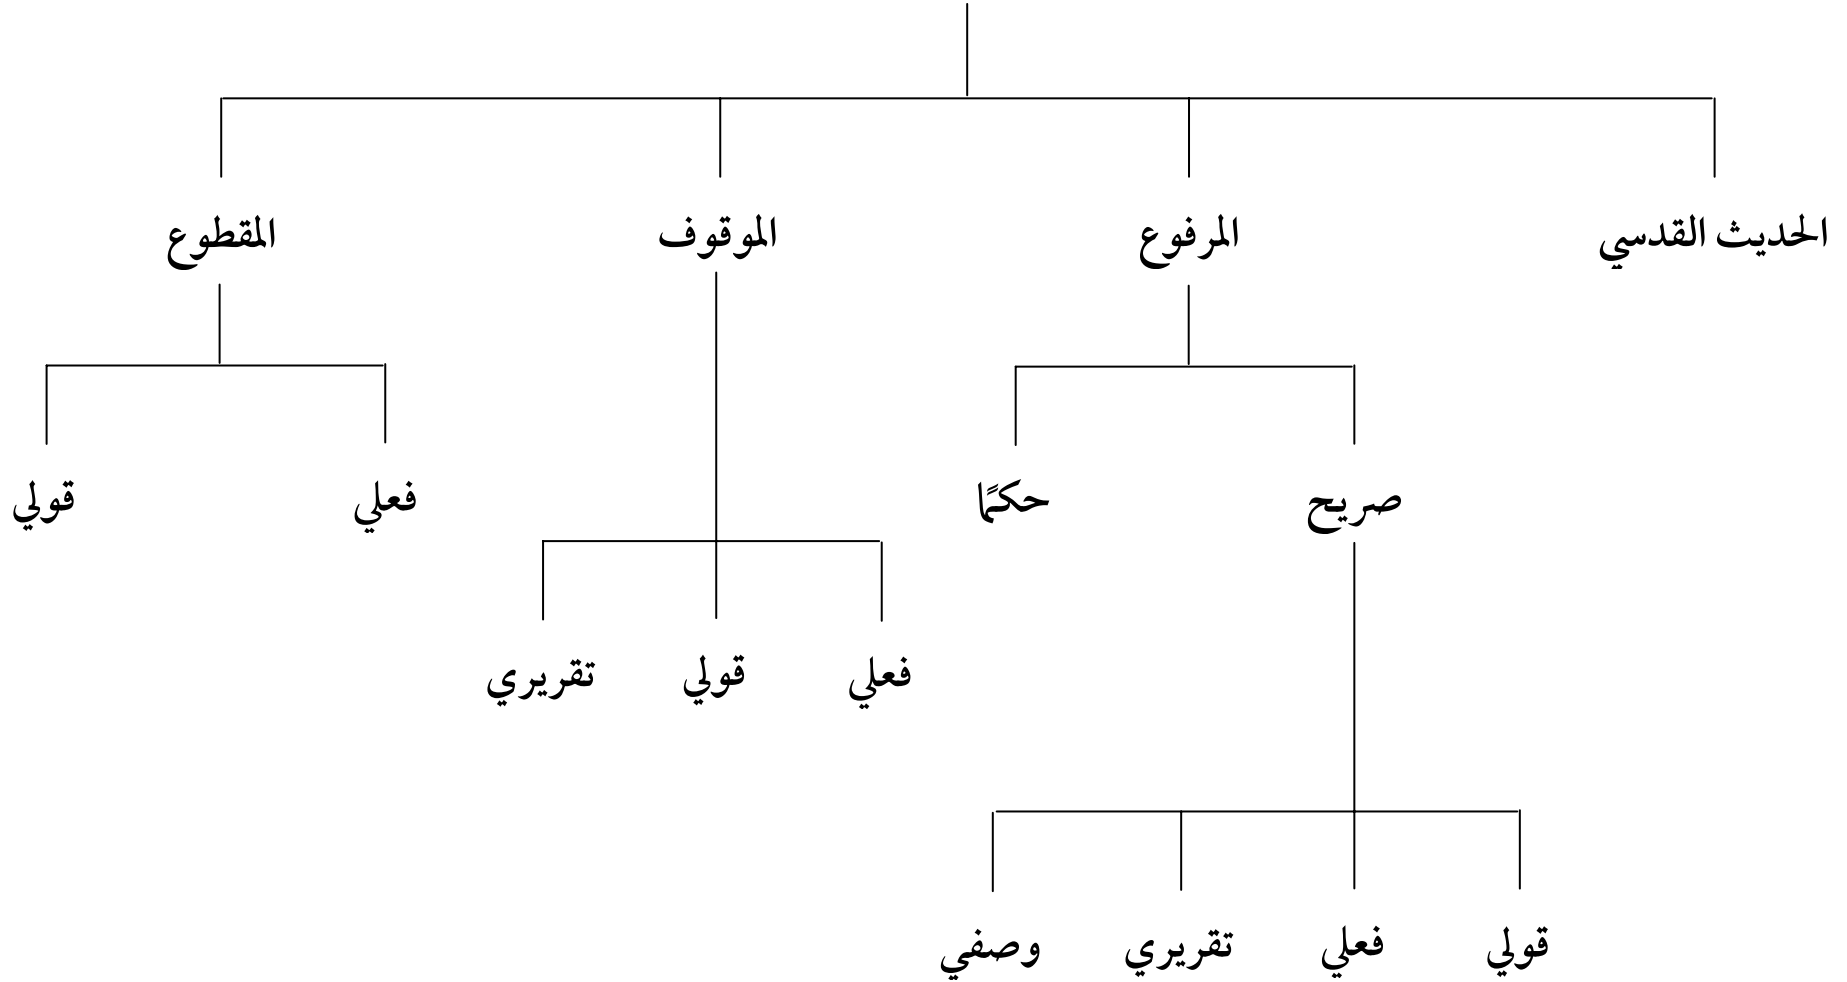 الحديث القدسي المرفوع الموقوف المقطوع
صريح حكمًا فعلي قولي
فعلي قولي تقريري
قولي فعلي تقريري وصفي